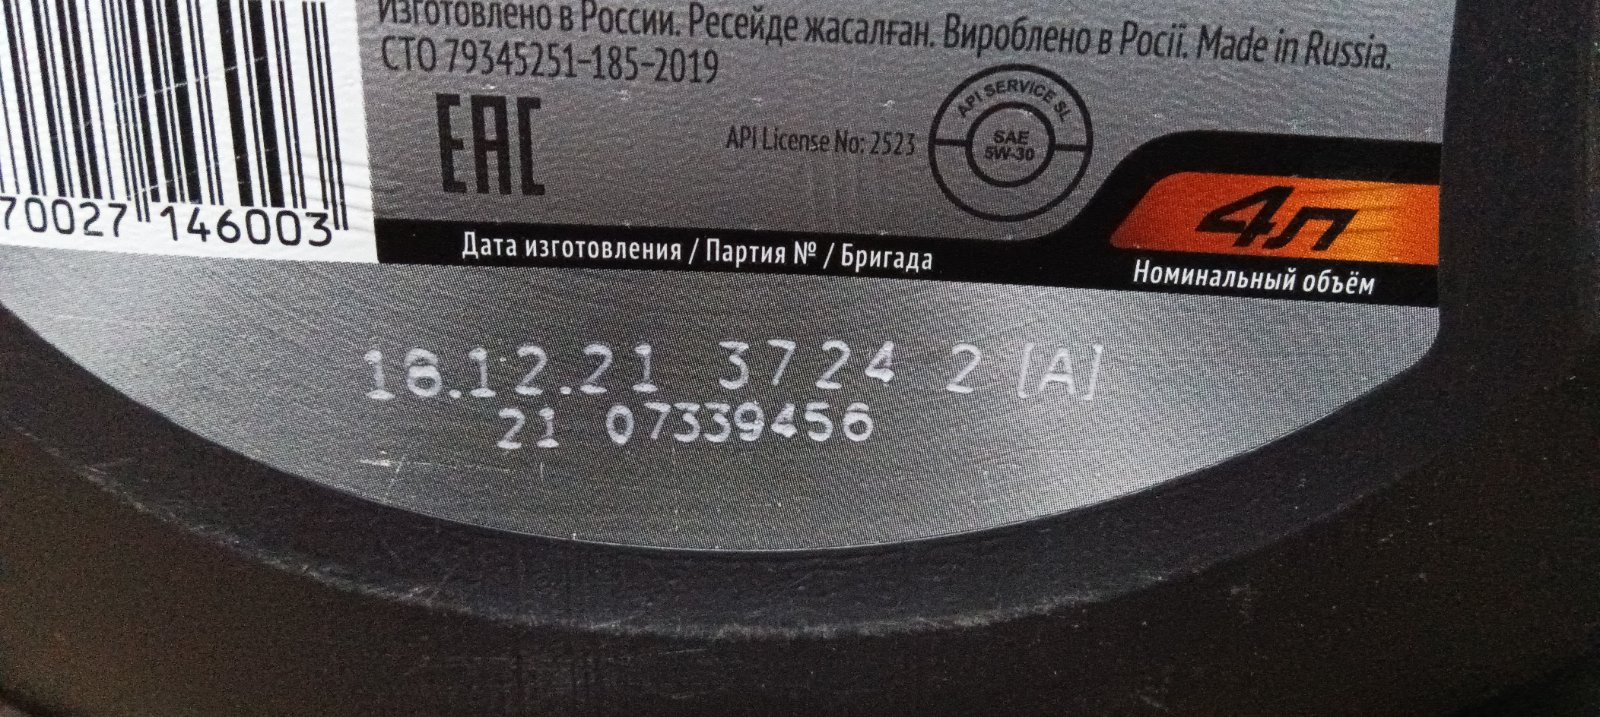 Изготовлено в России. Ресейде жасалған. Вироблено в Росії. Made in Russia.
СТО 79345251-185-2019
EAC
API License No: 2523
API SERVICE SL
SAE
5W-30
4л
Номинальный объём
70027 146003
Дата изготовления / Партия № / Бригада
16.12.21 3724 2 [A]
21 07339456